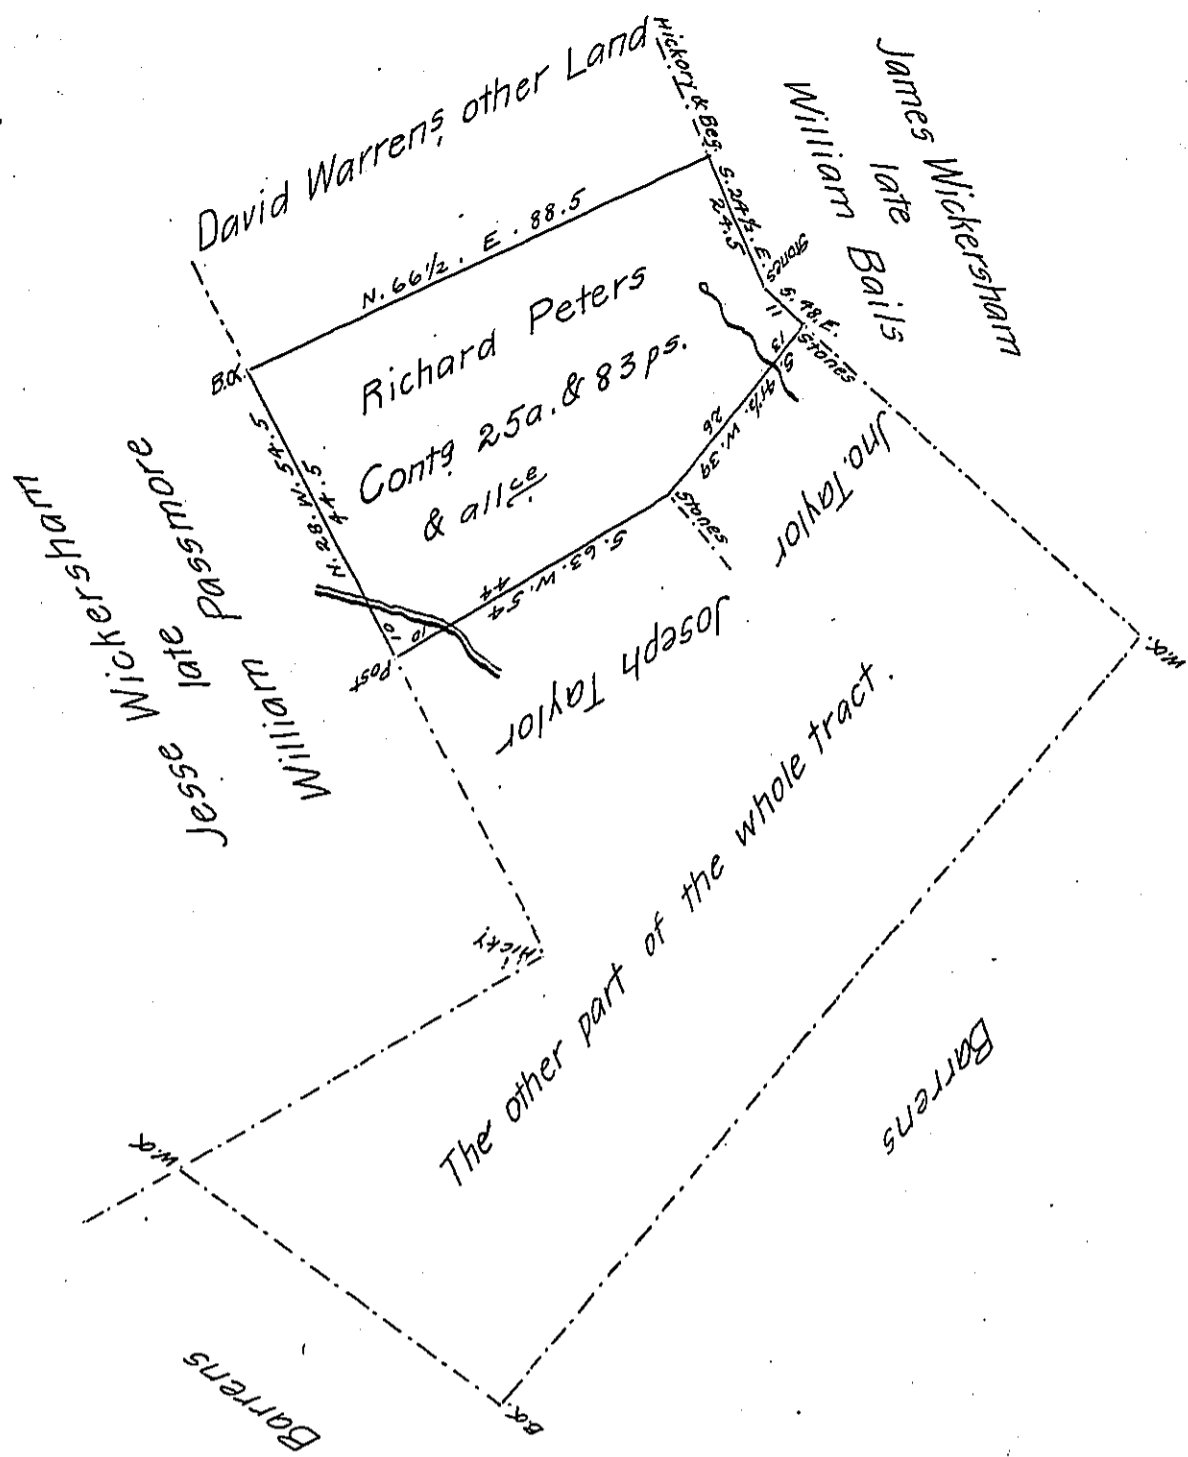 David Warrens, other Land
Hickory & Beg.
James Wickersham
late
William Bails
S. 24½. E.
24.5
stones
S. 48. E.
11
Stones
N. 66½. E. 88.5
B.O.
Richard Peters
Contg 25a. & 83 ps.
& allce
13
26
S. 41½. W. 39
Stones
S. 63. W. 54
44
10
Post
N. 28. W. 54.5
44.5
10
Jesse Wickersham
late
William Passmore
Jno. Taylor
Joseph Taylor
W.O.
The other part of the whole tract.
Hicky.
W.O.
B.O.
Barrens
Barrens